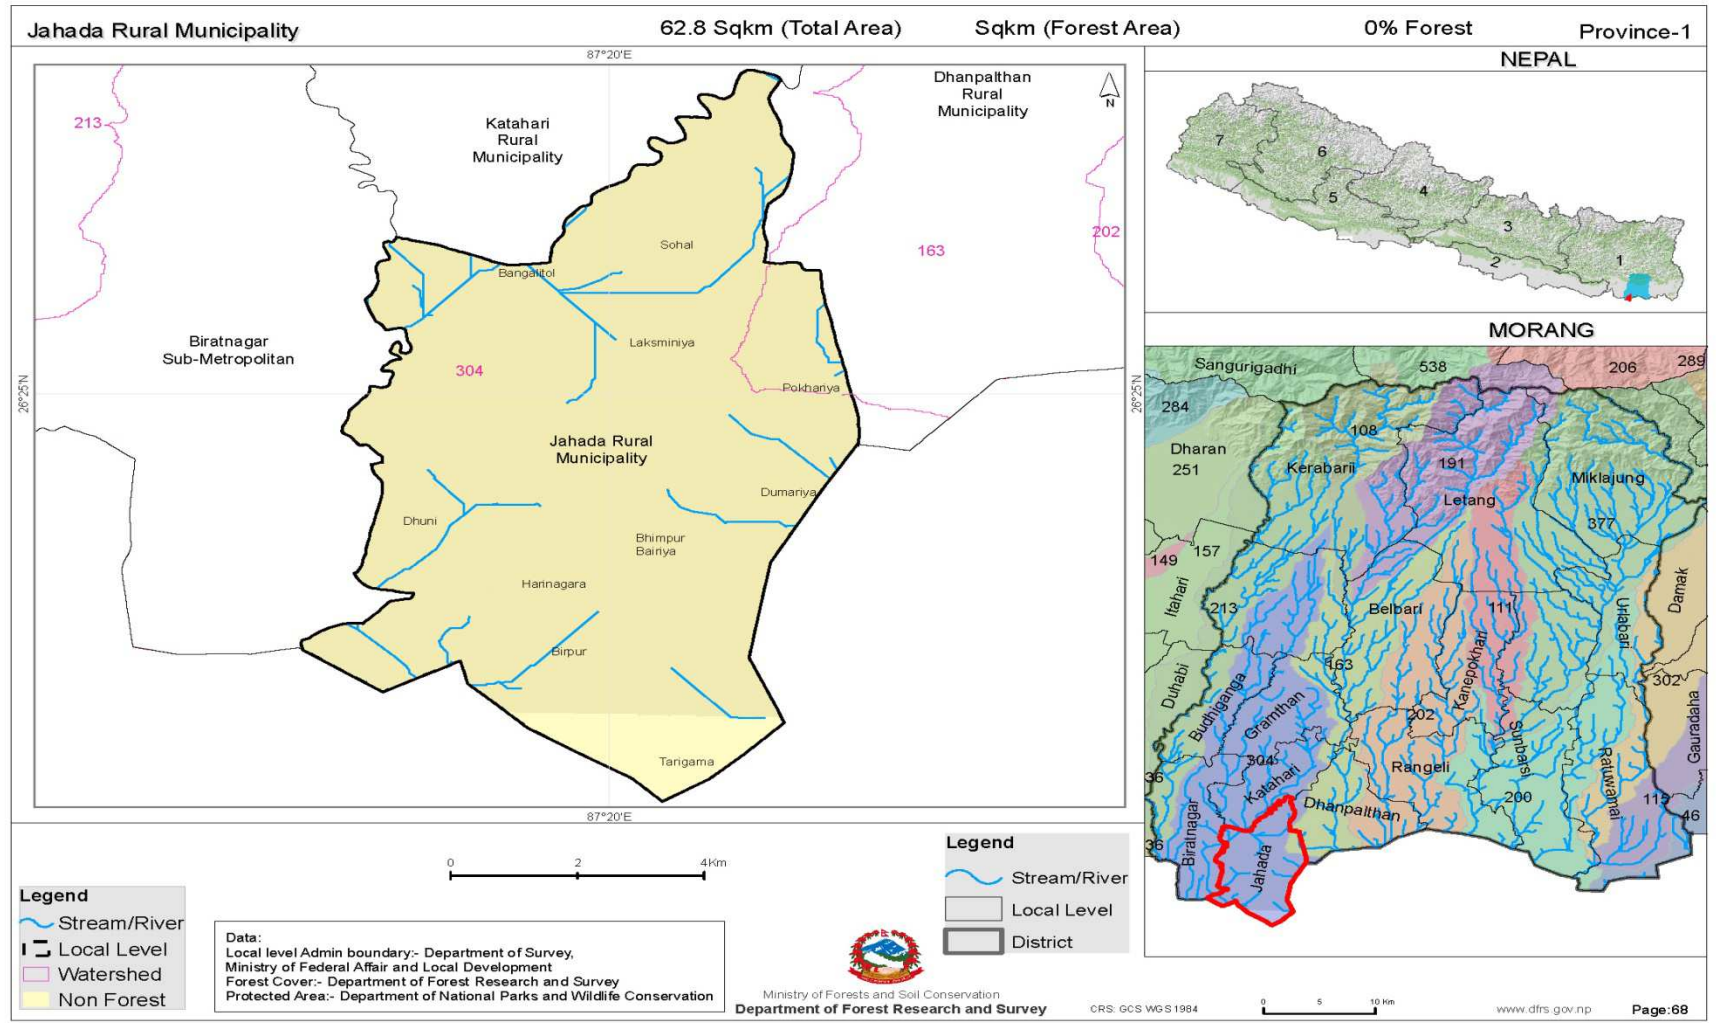 Jahada Rural Municipality
62.8 Sqkm (Total Area)
Sqkm (Forest Area)
0% Forest
Province-1
87°20'E
213
Katahari
Rural
Municipality
Dhanpalthan
Rural
Municipality
N
Sohal
163
202
Bangalitol
Biratnagar
Sub-Metropolitan
Laksminiya
304
Pokhariya
26°25'N
26°25'N
Jahada Rural
Municipality
Dumariya
Dhuni
Bhimpur
Bairiya
Harinagara
Birpur
Tarigama
87°20'E
NEPAL
7
6
5
4
3
2
1
MORANG
Sangurigadhi
538
206
289
284
108
Dharan
251
Kerabarii
191
Letang
Miklajung
377
149
157
Itahari
213
Belbari
111
Urlabari
Damak
Duhabi
163
302
Budhiganga
Gramthan
Kanepokhari
202
Sunbarsi
Gauradaha
304
Katahari
Rangeli
Ratuwamai
36
200
115
46
Dhanpalthan
36
Biratnagar
Jahada
0 2 4Km
Legend
Stream/River
Local Level
Watershed
Non Forest
Data:
Local level Admin boundary:- Department of Survey,
Ministry of Federal Affair and Local Development
Forest Cover:- Department of Forest Research and Survey
Protected Area:- Department of National Parks and Wildlife Conservation
Legend
Stream/River
Local Level
District
Ministry of Forests and Soil Conservation
Department of Forest Research and Survey
CRS: GCS WGS 1984
0 5 10 Km
www.dfrs.gov.np
Page:68